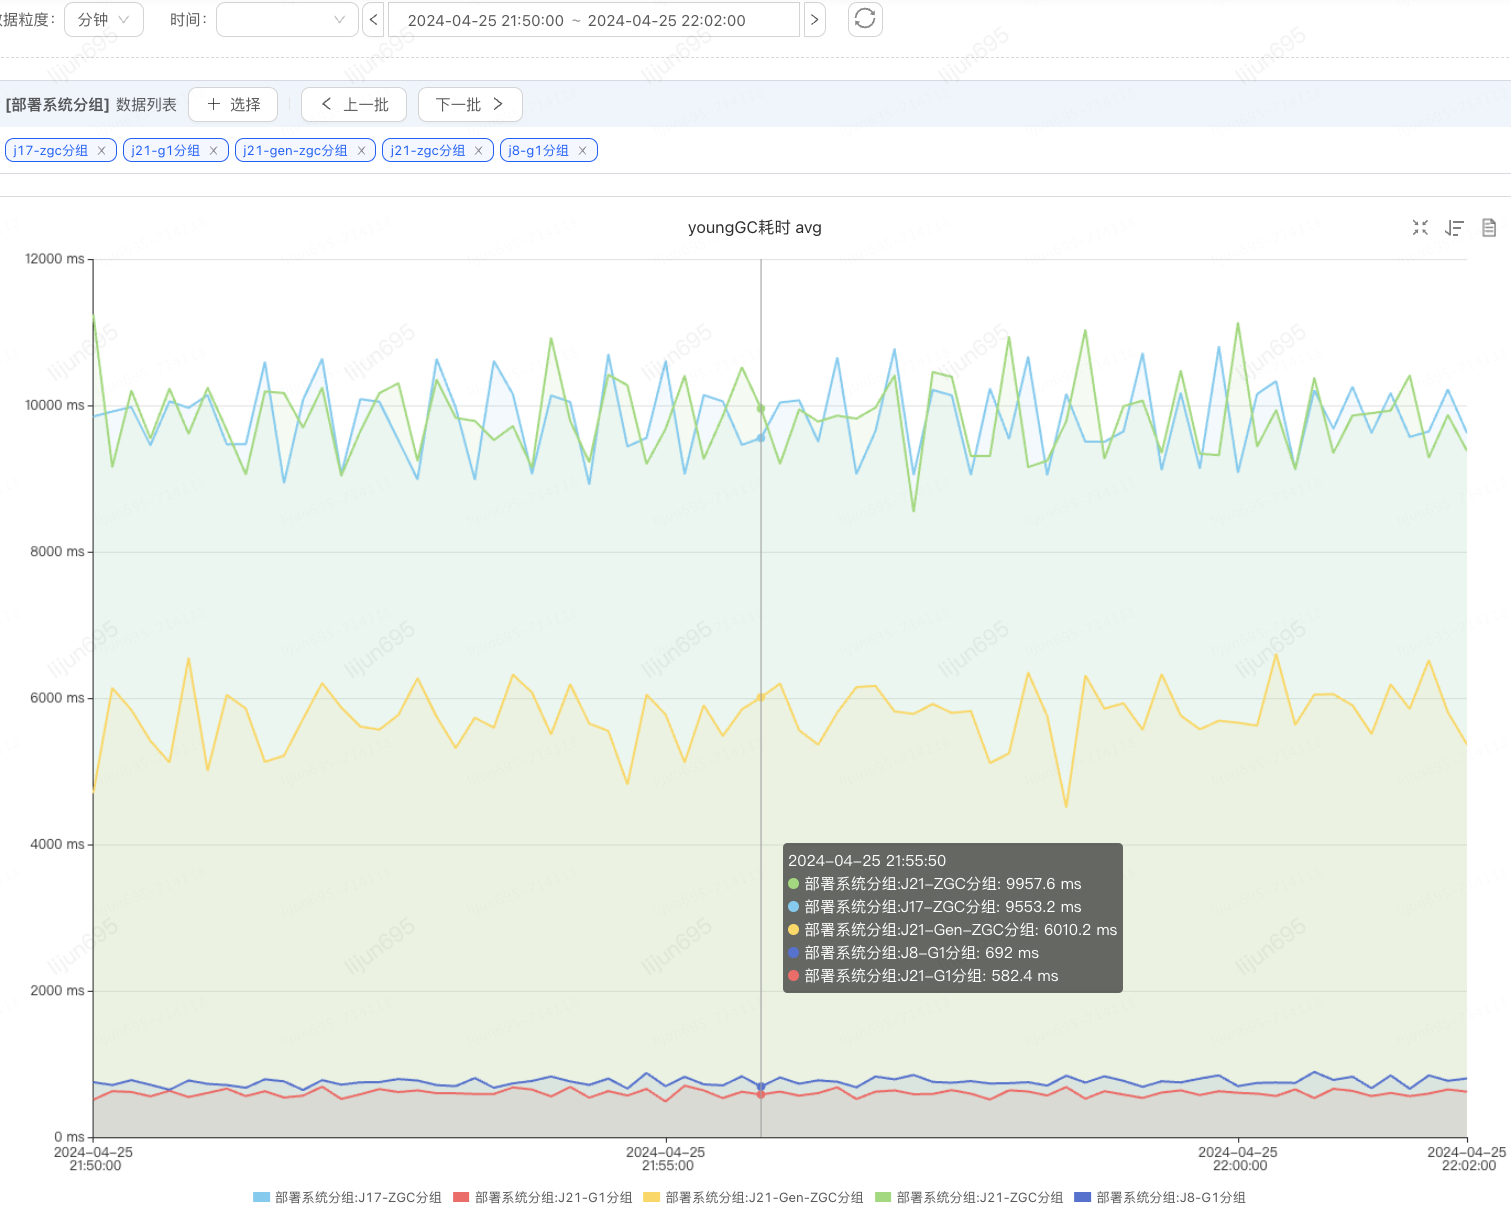 据粒度: 分钟 时间: < 2024-04-25 21:50:00 ~ 2024-04-25 22:02:00 >
[部署系统分组] 数据列表 + 选择 < 上一批 下一批 >
j17-zgc分组 × j21-g1分组 × j21-gen-zgc分组 × j21-zgc分组 × j8-g1分组 ×
youngGC耗时 avg
12000 ms
10000 ms
8000 ms
6000 ms
4000 ms
2000 ms
0 ms
2024-04-25 21:55:50
部署系统分组:J21-ZGC分组: 9957.6 ms
部署系统分组:J17-ZGC分组: 9553.2 ms
部署系统分组:J21-Gen-ZGC分组: 6010.2 ms
部署系统分组:J8-G1分组: 692 ms
部署系统分组:J21-G1分组: 582.4 ms
2024-04-25 2024-04-25 2024-04-25 2024-04-25
21:50:00 21:55:00 22:00:00 22:02:00
部署系统分组:J17-ZGC分组 部署系统分组:J21-G1分组 部署系统分组:J21-Gen-ZGC分组 部署系统分组:J21-ZGC分组 部署系统分组:J8-G1分组
lijun695